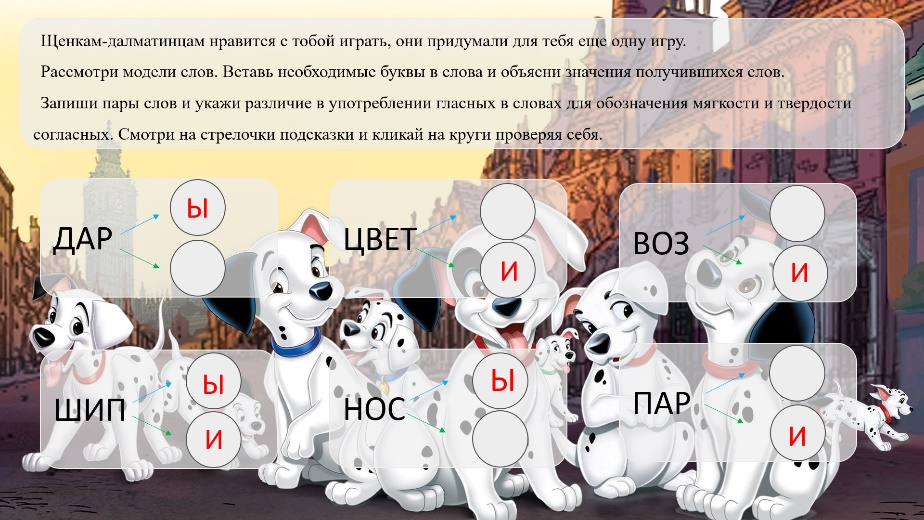 Щенкам-далматинцам нравится с тобой играть, они придумали для тебя еще одну игру.
Рассмотри модели слов. Вставь необходимые буквы в слова и объясни значения получившихся слов.
Запиши пары слов и укажи различие в употреблении гласных в словах для обозначения мягкости и твердости
согласных. Смотри на стрелочки подсказки и кликай на круги проверяя себя.
ДАР
Ы
ЦВЕТ
И
ВОЗ
И
ШИП
Ы
И
НОС
Ы
ПАР
И